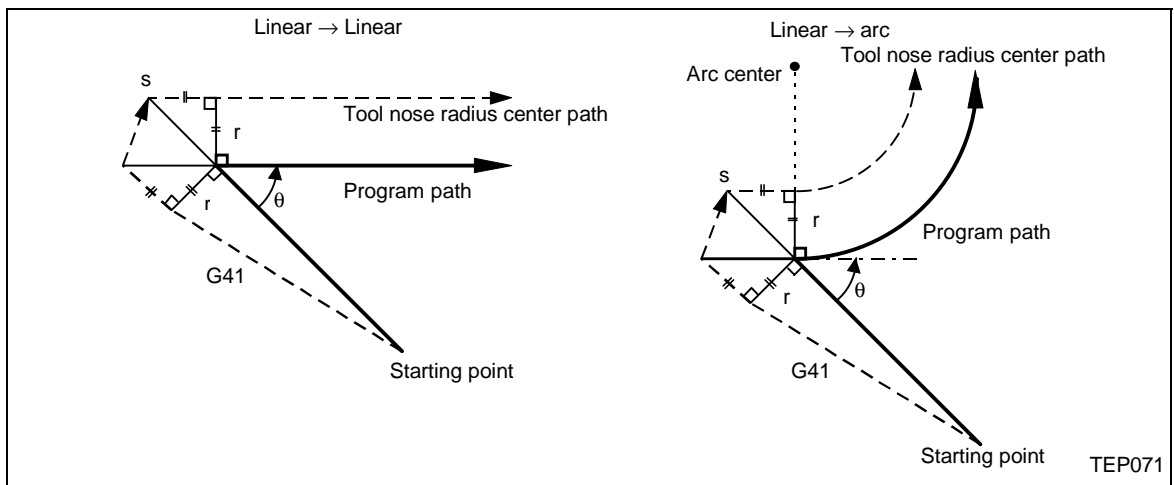 Linear → Linear
s
Tool nose radius center path
r
Program path
θ
r
G41
Starting point
Linear → arc
Tool nose radius center path
Arc center
s
r
Program path
θ
r
G41
Starting point
TEP071